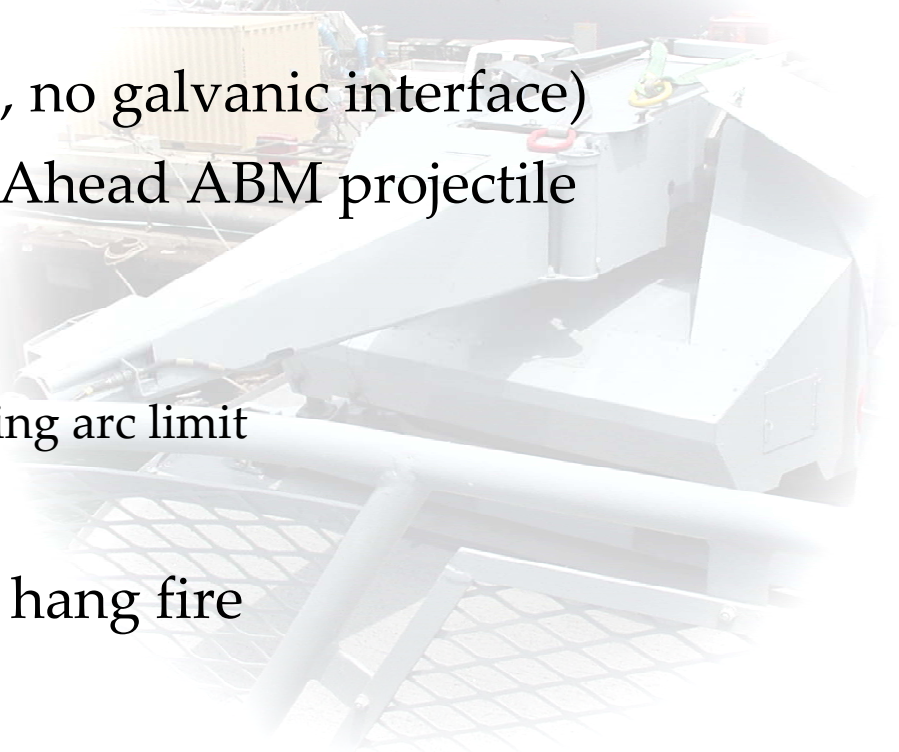 , no galvanic interface)
Ahead ABM projectile
ing arc limit
hang fire